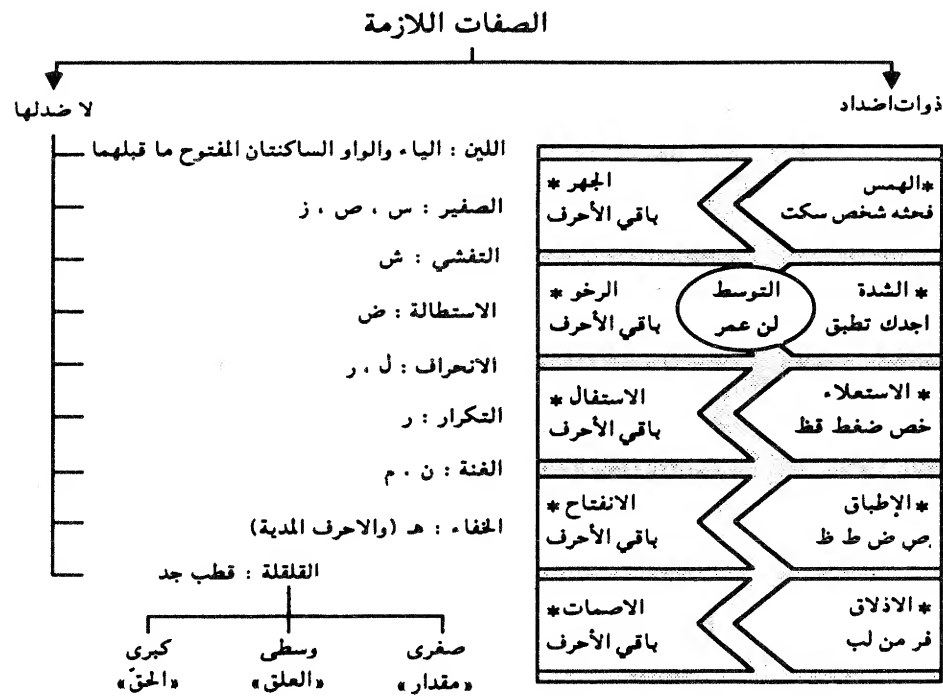 الصفات اللازمة
ذوات اضداد
*الهمس
فحثه شخص سكت
الجهر *
باقي الأحرف
* الشدة
اجدك تطبق
التوسط
لن عمر
الرخو *
باقي الأحرف
* الاستعلاء
خص ضغط قظ
الاستفال *
باقي الأحرف
*الإطباق
ص ض ط ظ
الانفتاح *
باقي الأحرف
* الاذلاق
فر من لب
الاصمات *
باقي الأحرف
لا ضدلها
اللين : الياء والواو الساكنتان المفتوح ما قبلهما
الصفير : س ، ص ، ز
التفشي : ش
الاستطالة : ض
الانحراف : ل ، ر
التكرار : ر
الغنة : ن ، م
الخفاء : هـ (والاحرف المدية)
القلقلة : قطب جد
صغرى
«مقدار»
وسطى
«العلق»
كبرى
«الحقّ»